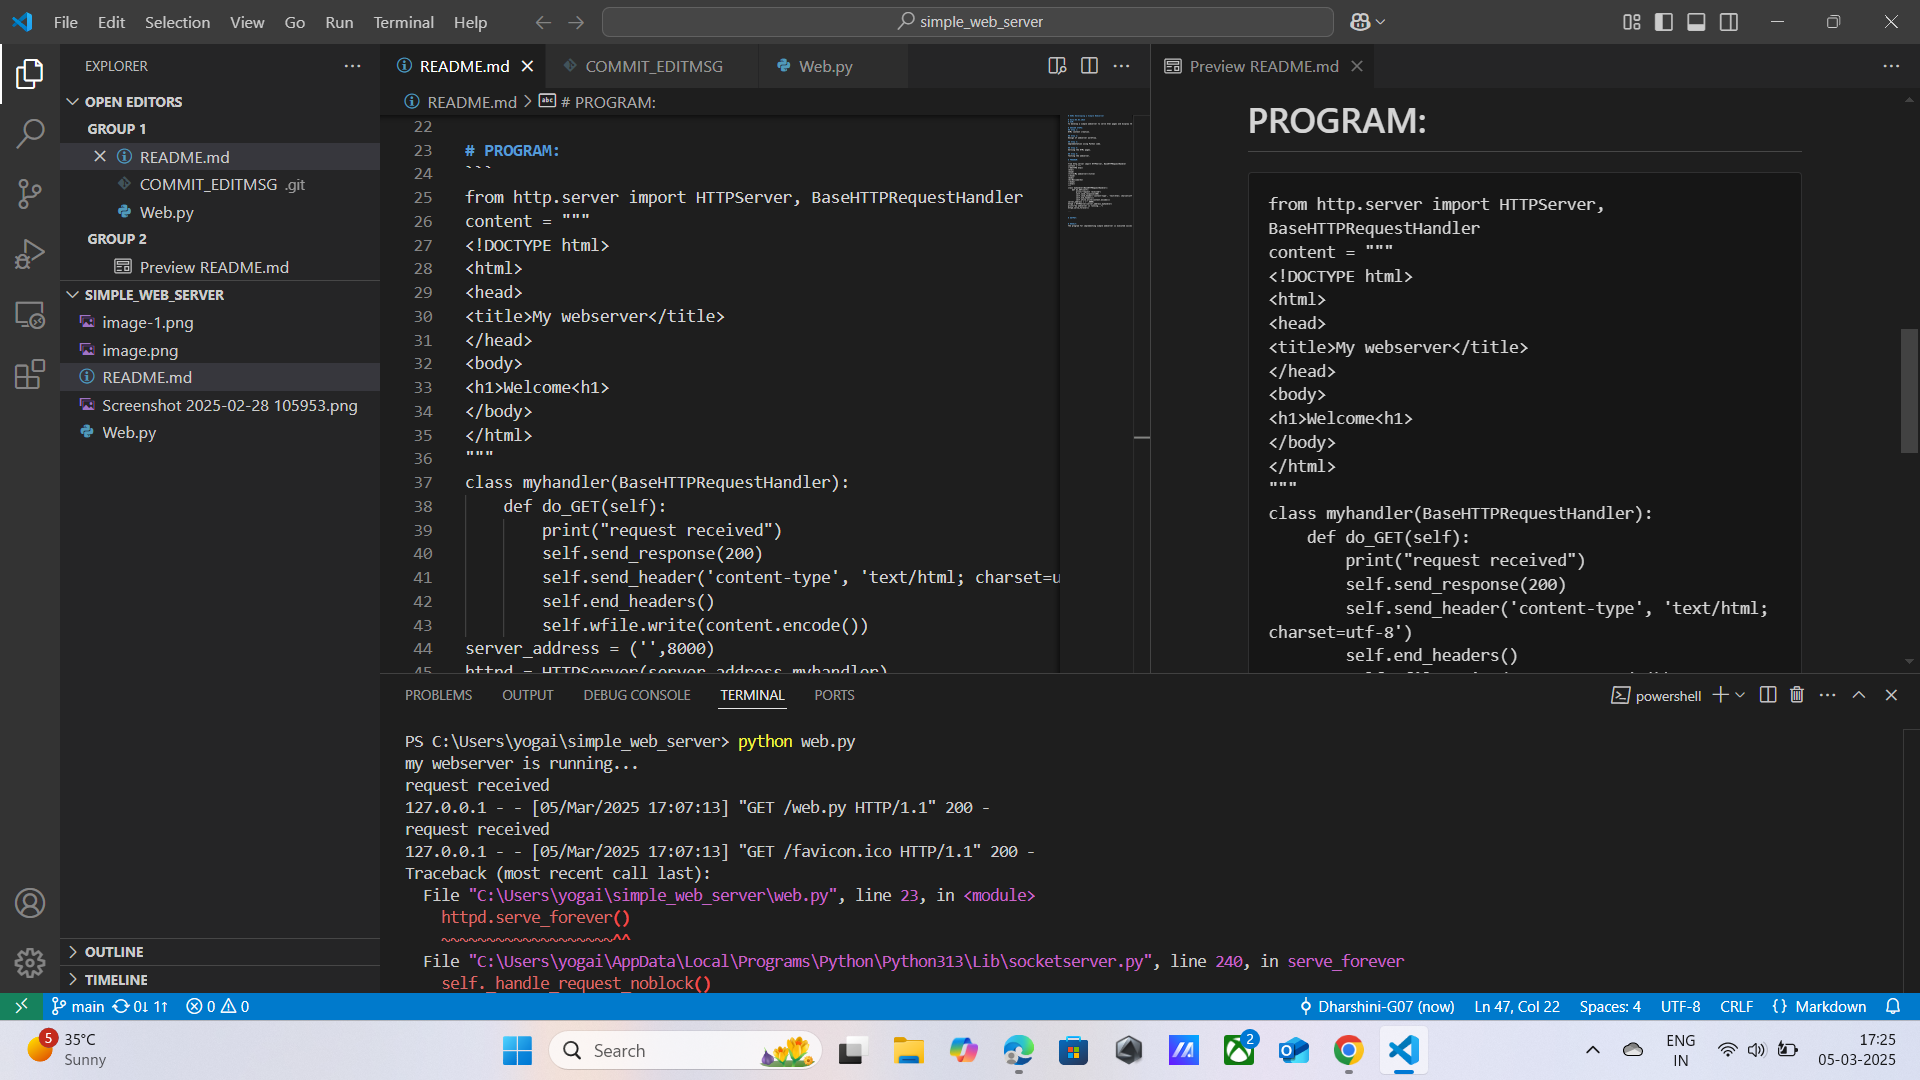 File Edit Selection View Go Run Terminal Help
simple_web_server
EXPLORER
OPEN EDITORS
GROUP 1
README.md
COMMIT_EDITMSG .git
Web.py
GROUP 2
Preview README.md
SIMPLE_WEB_SERVER
image-1.png
image.png
README.md
Screenshot 2025-02-28 105953.png
Web.py
OUTLINE
TIMELINE
README.md
COMMIT_EDITMSG
Web.py
README.md > # PROGRAM:
22
23 # PROGRAM:
24 ```
25 from http.server import HTTPServer, BaseHTTPRequestHandler
26 content = """
27 <!DOCTYPE html>
28 <html>
29 <head>
30 <title>My webserver</title>
31 </head>
32 <body>
33 <h1>Welcome<h1>
34 </body>
35 </html>
36 """
37 class myhandler(BaseHTTPRequestHandler):
38 def do_GET(self):
39 print("request received")
40 self.send_response(200)
41 self.send_header('content-type', 'text/html; charset=u
42 self.end_headers()
43 self.wfile.write(content.encode())
44 server_address = ('',8000)
45 httpd = HTTPServer(server_address,myhandler)
Preview README.md
PROGRAM:
from http.server import HTTPServer,
BaseHTTPRequestHandler
content = """
<!DOCTYPE html>
<html>
<head>
<title>My webserver</title>
</head>
<body>
<h1>Welcome<h1>
</body>
</html>
"""
class myhandler(BaseHTTPRequestHandler):
def do_GET(self):
print("request received")
self.send_response(200)
self.send_header('content-type', 'text/html;
charset=utf-8')
self.end_headers()
PROBLEMS OUTPUT DEBUG CONSOLE TERMINAL PORTS
powershell
PS C:\Users\yogai\simple_web_server> python web.py
my webserver is running...
request received
127.0.0.1 - - [05/Mar/2025 17:07:13] "GET /web.py HTTP/1.1" 200 -
request received
127.0.0.1 - - [05/Mar/2025 17:07:13] "GET /favicon.ico HTTP/1.1" 200 -
Traceback (most recent call last):
File "C:\Users\yogai\simple_web_server\web.py", line 23, in <module>
httpd.serve_forever()
~~~~~~~~~~~~~~~~~~~^^
File "C:\Users\yogai\AppData\Local\Programs\Python\Python313\Lib\socketserver.py", line 240, in serve_forever
self._handle_request_noblock()
main 0↓ 1↑ 0 0
Dharshini-G07 (now) Ln 47, Col 22 Spaces: 4 UTF-8 CRLF {} Markdown
5
35°C
Sunny
Search
2
ENG
IN
17:25
05-03-2025